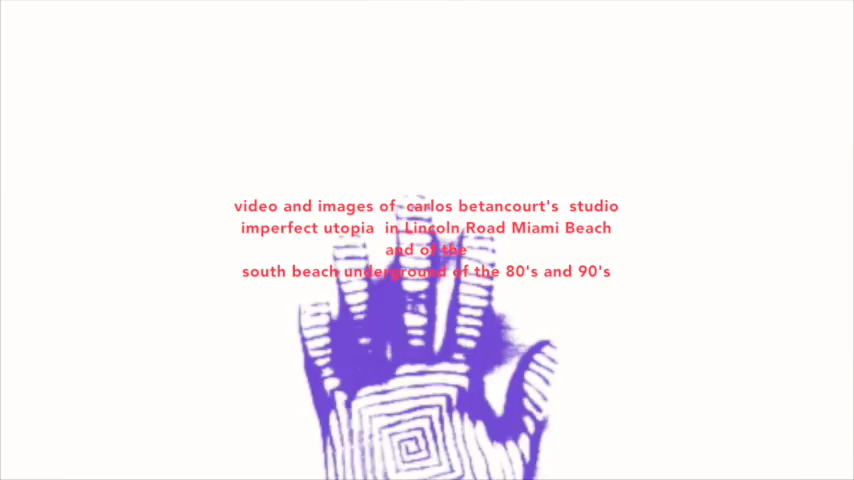 video and images of carlos betancourt's studio
imperfect utopia in Lincoln Road Miami Beach
and of the
south beach underground of the 80's and 90's